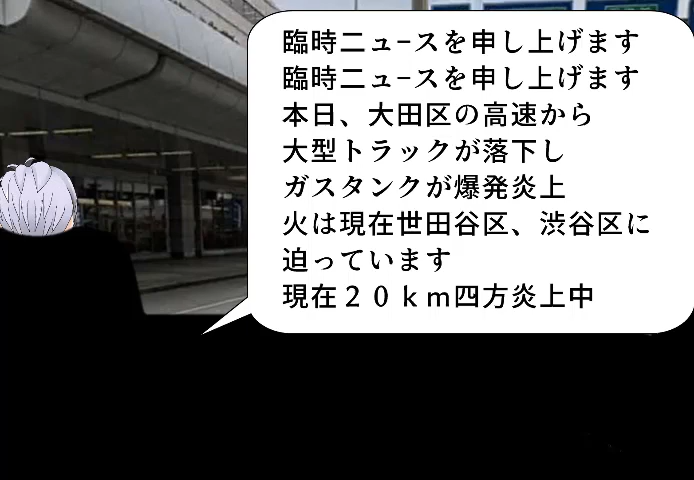 臨時ニュースを申し上げます
臨時ニュースを申し上げます
本日、大田区の高速から
大型トラックが落下し
ガスタンクが爆発炎上
火は現在世田谷区、渋谷区に
迫っています
現在２０ｋｍ四方炎上中